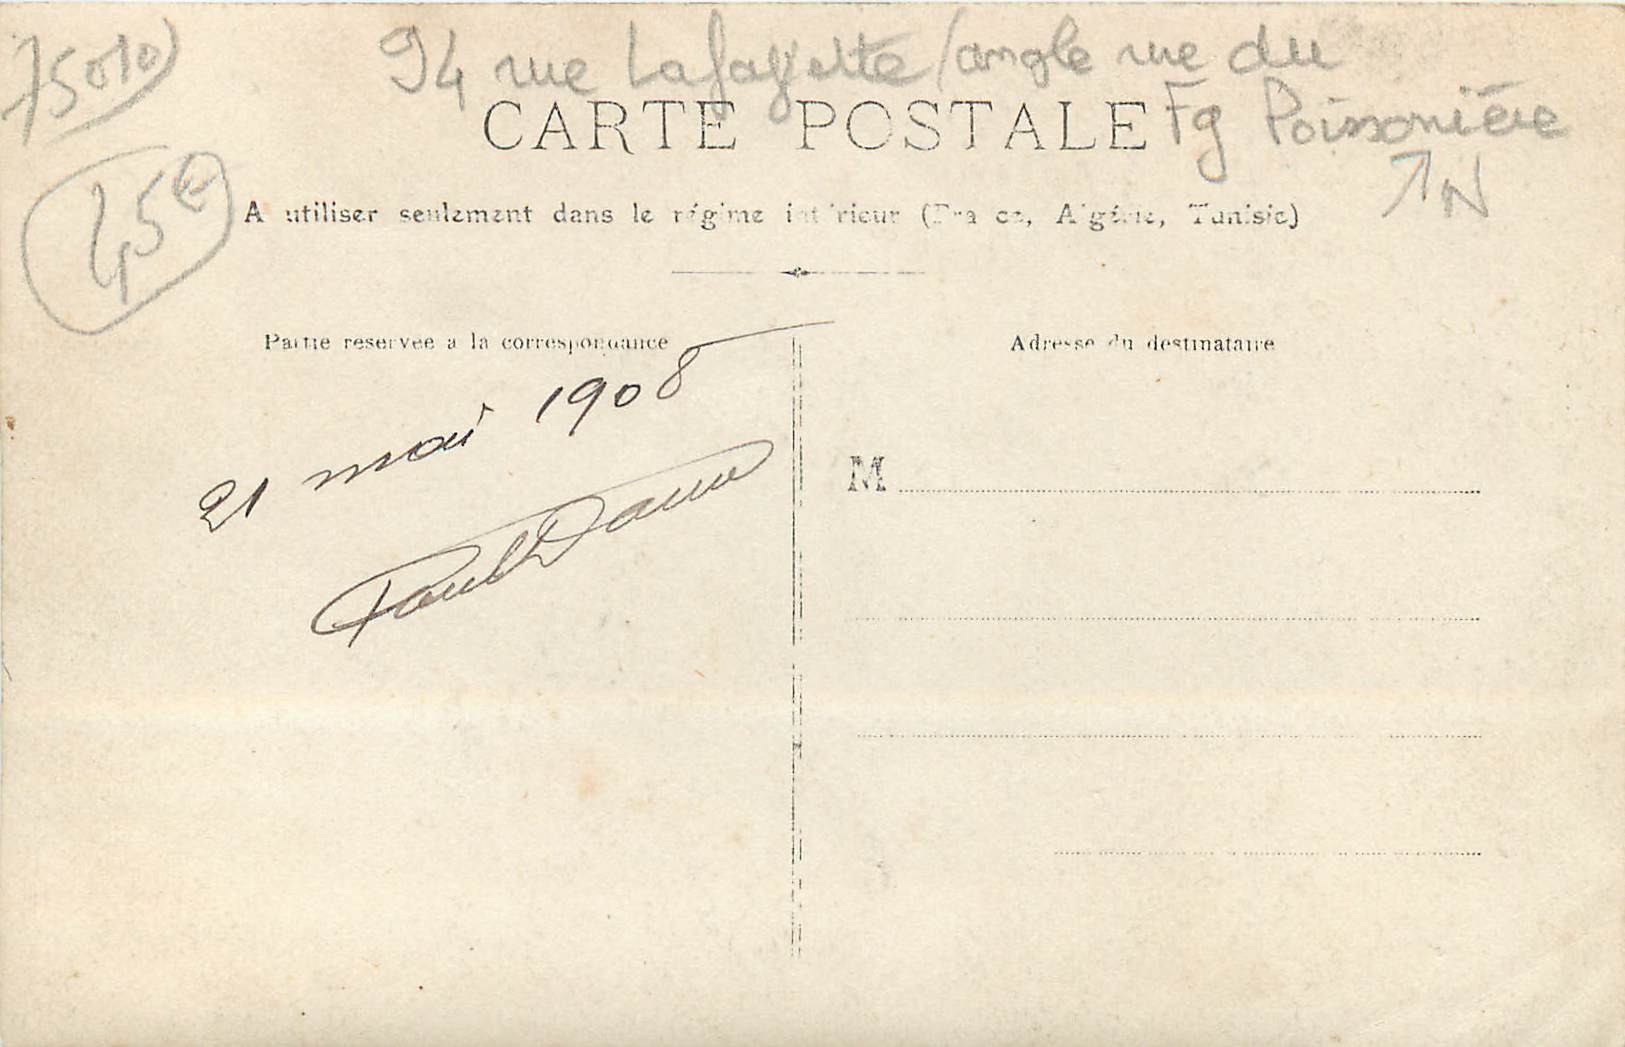 75010
94 rue Lafayette / angle rue du
Fg Poissonière
N
45€
CARTE POSTALE
A utiliser seulement dans le régime intérieur (France, Algérie, Tunisie)
Partie reservée a la correspondance
21 mai 1908
Paul
Adresse du destinataire
M